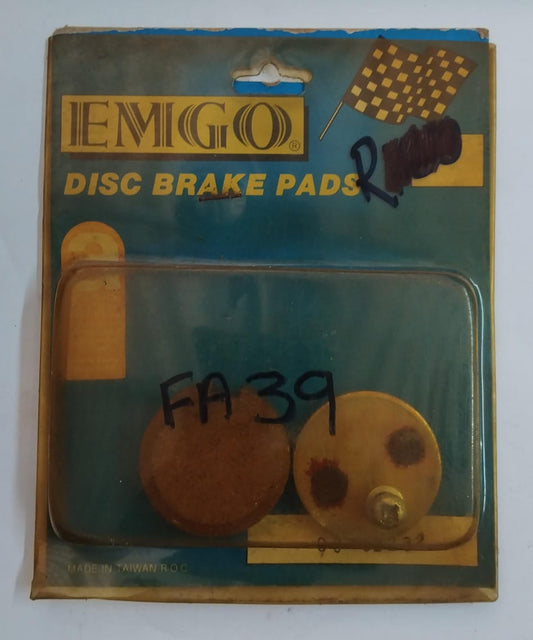 EMGO®
DISC BRAKE PADS
R
FA39
MADE IN TAIWAN R.O.C.